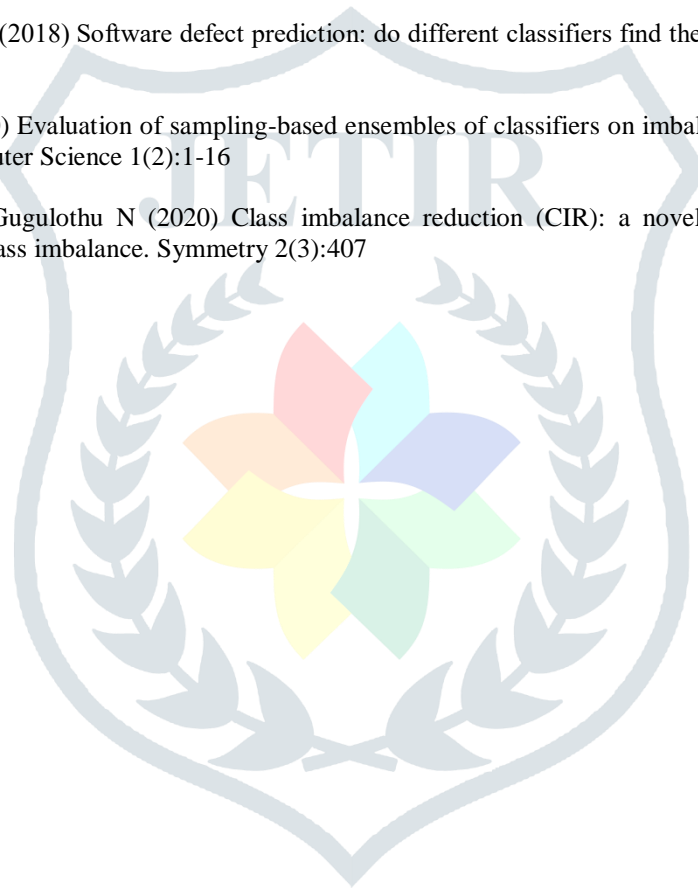 (2018) Software defect prediction: do different classifiers find the
) Evaluation of sampling-based ensembles of classifiers on imbal
uter Science 1(2):1-16
Gugulothu N (2020) Class imbalance reduction (CIR): a novel
ass imbalance. Symmetry 2(3):407
JETIR